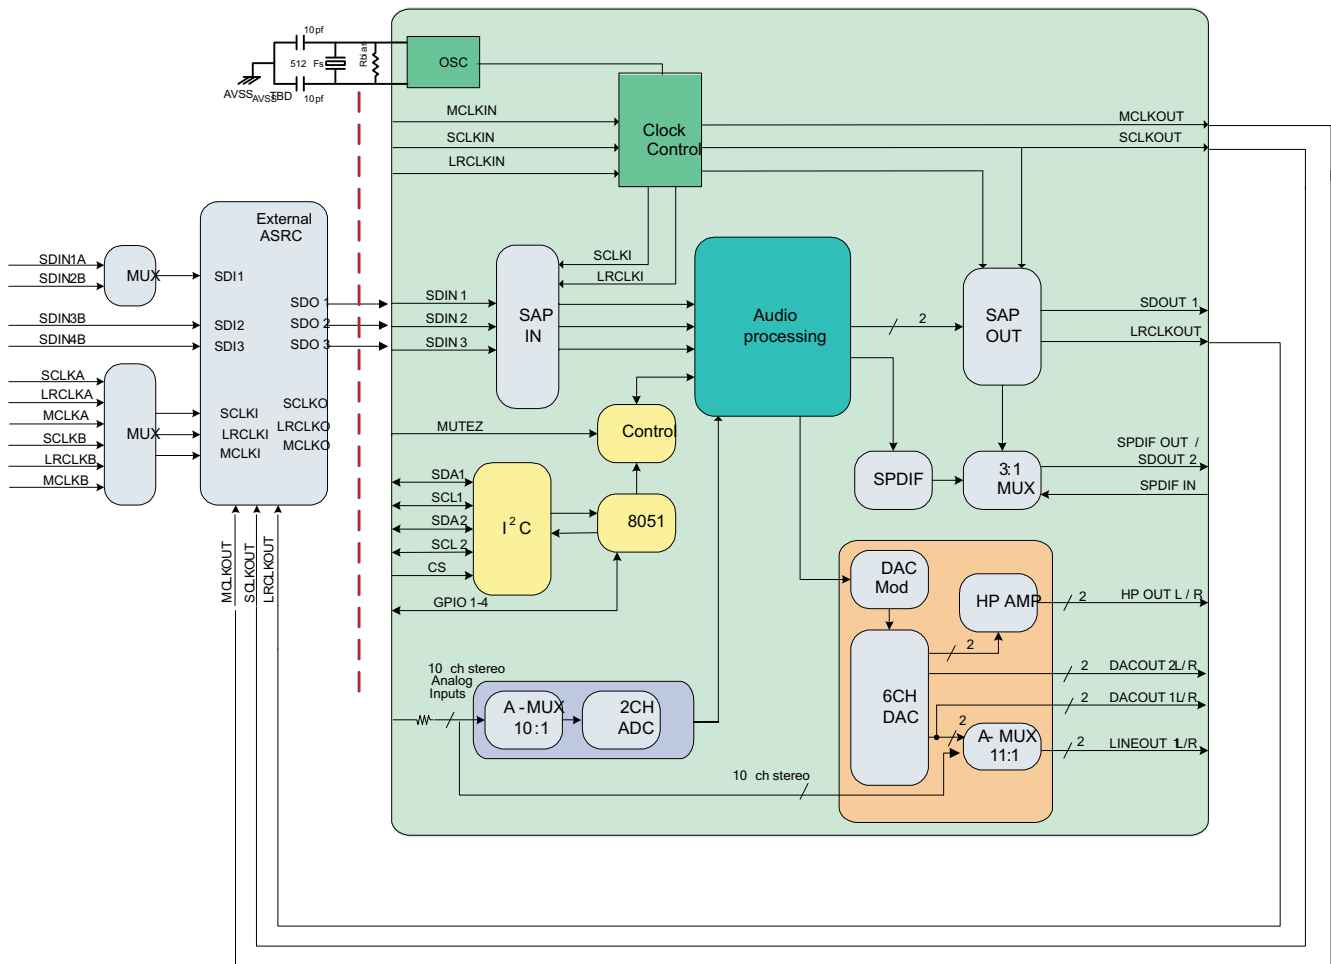 10pf
512 Fs
Rbias
OSC
AVSS
AVSS
TBD
10pf
MCLKIN
SCLKIN
LRCLKIN
Clock
Control
MCLKOUT
SCLKOUT
External
ASRC
SDIN1A
SDIN2B
MUX
SDI1
SDIN3B
SDIN4B
SDI2
SDI3
SDO 1
SDO 2
SDO 3
SDIN 1
SDIN 2
SDIN 3
SAP
IN
SCLKI
LRCLKI
Audio
processing
2
SAP
OUT
SDOUT 1
LRCLKOUT
SCLKA
LRCLKA
MCLKA
SCLKB
LRCLKB
MCLKB
MUX
SCLKI
LRCLKI
MCLKI
SCLKO
LRCLKO
MCLKO
MUTEZ
Control
SDA1
SCL1
SDA2
SCL 2
CS
GPIO 1-4
I2C
8051
SPDIF
3:1
MUX
SPDIF OUT /
SDOUT 2
SPDIF IN
MCLKOUT
SCLKOUT
LRCLKOUT
DAC
Mod
HP AMP
2
HP OUT L / R
2
6CH
DAC
2
DACOUT 2L/ R
2
DACOUT 1L/ R
2
A- MUX
11:1
2
LINEOUT 1L/R
10 ch stereo
Analog
Inputs
A -MUX
10:1
2CH
ADC
10 ch stereo